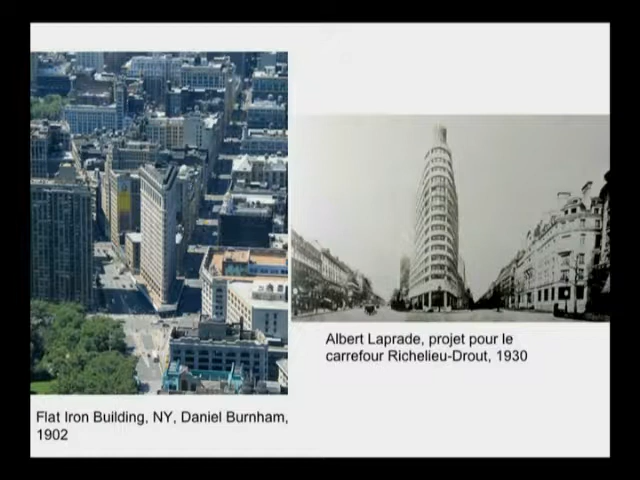 Albert Laprade, projet pour le
carrefour Richelieu-Drout, 1930
Flat Iron Building, NY, Daniel Burnham,
1902